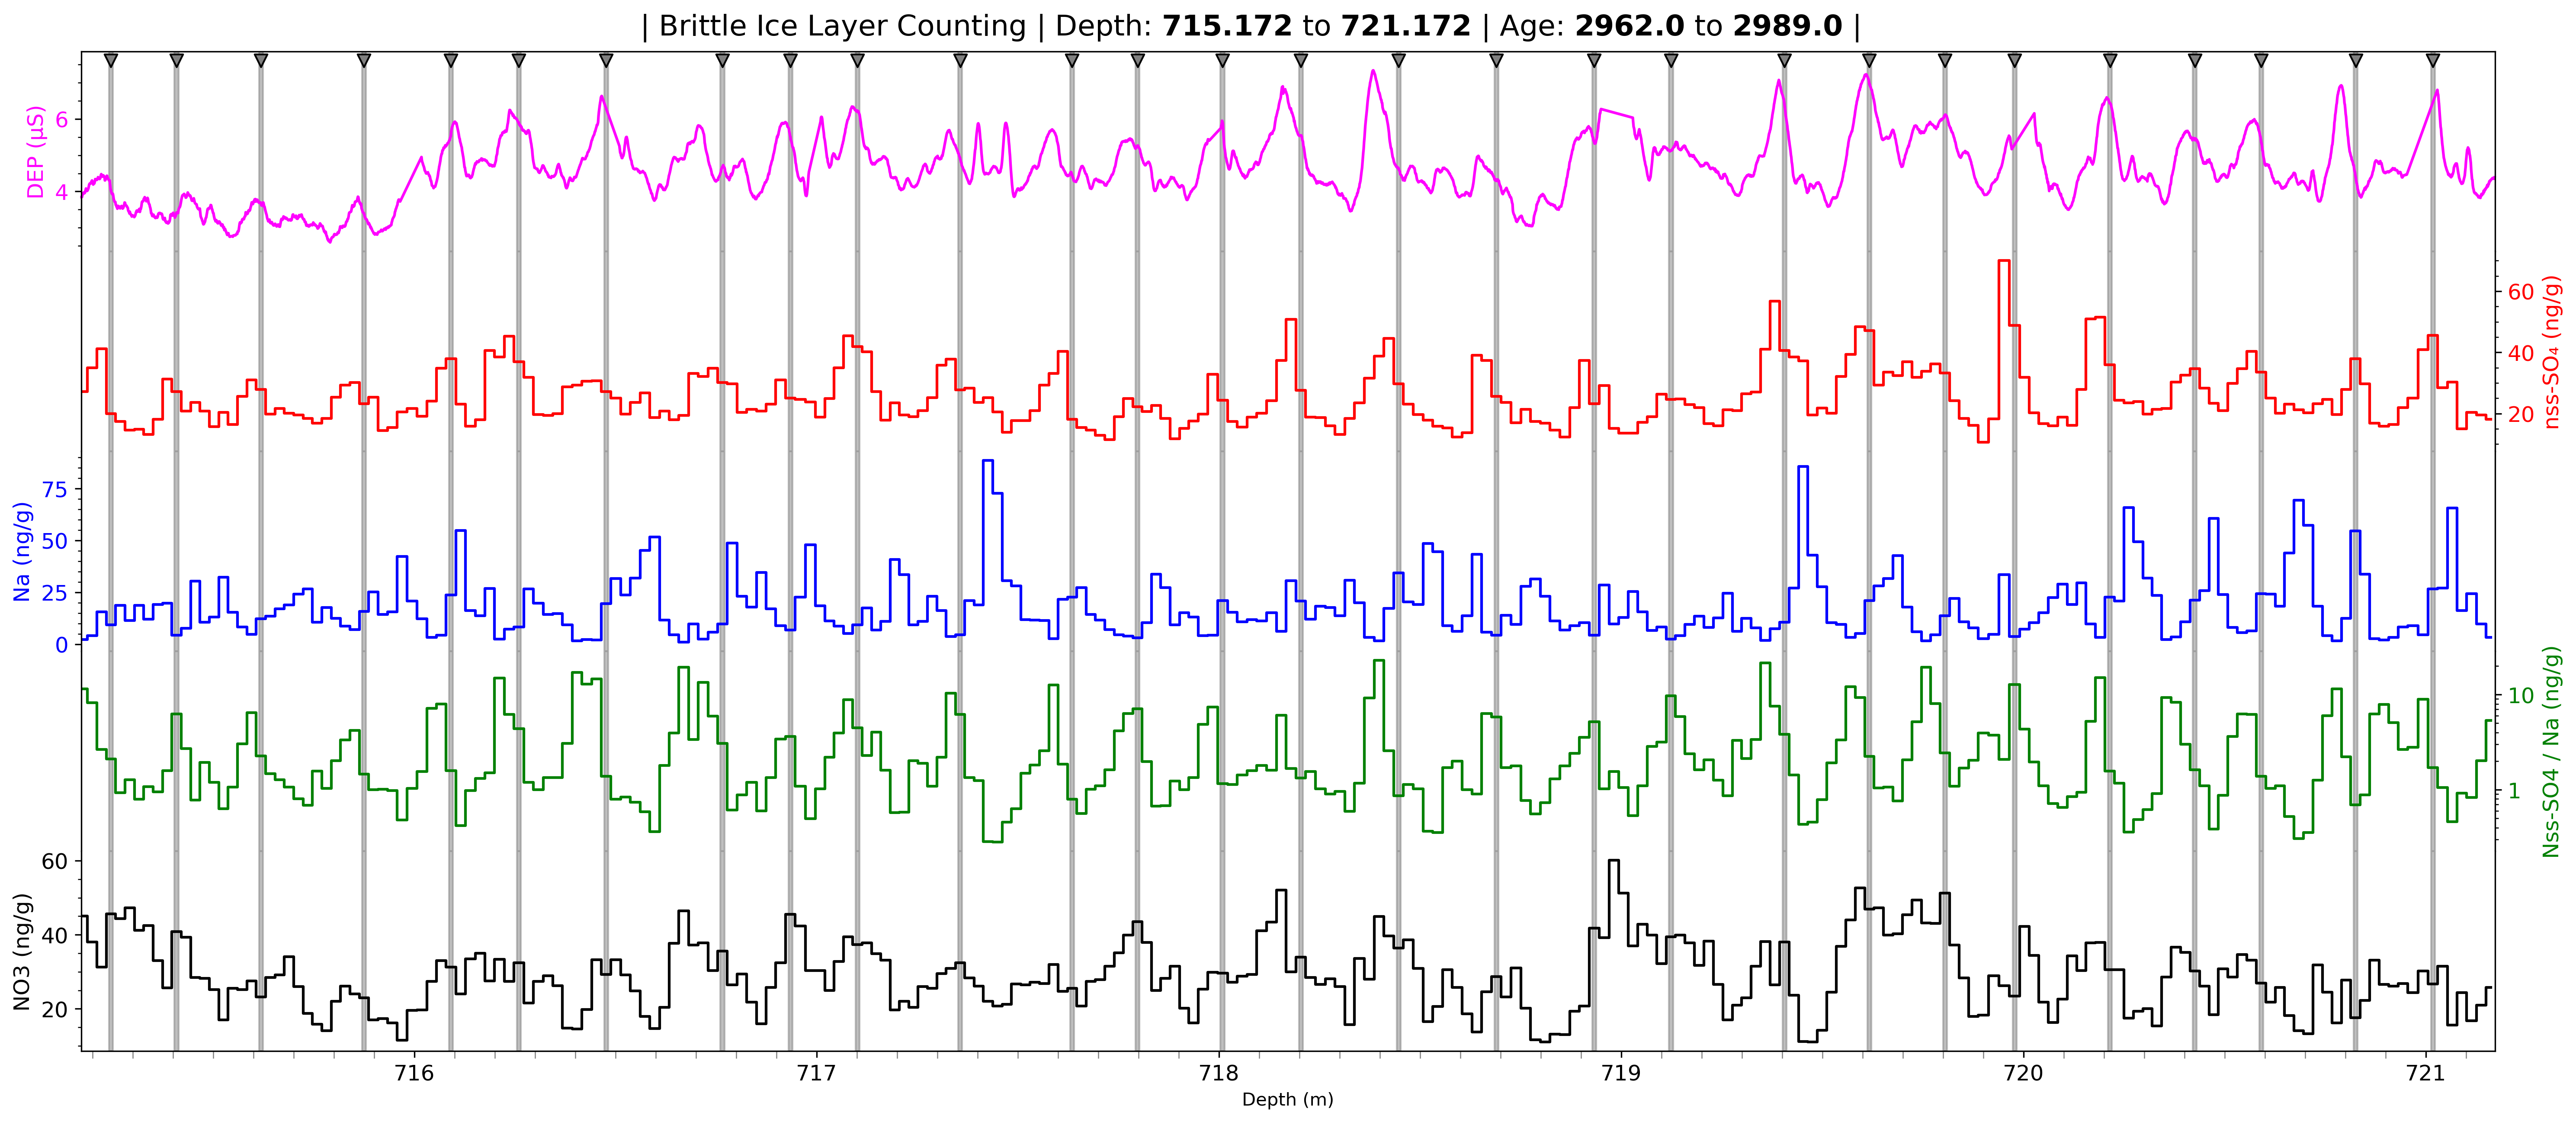 | Brittle Ice Layer Counting | Depth: 715.172 to 721.172 | Age: 2962.0 to 2989.0 |
DEP (µS)
6
4
nss-SO₄ (ng/g)
60
40
20
Na (ng/g)
75
50
25
0
Nss-SO4 / Na (ng/g)
10
1
NO3 (ng/g)
60
40
20
716
717
718
719
720
721
Depth (m)